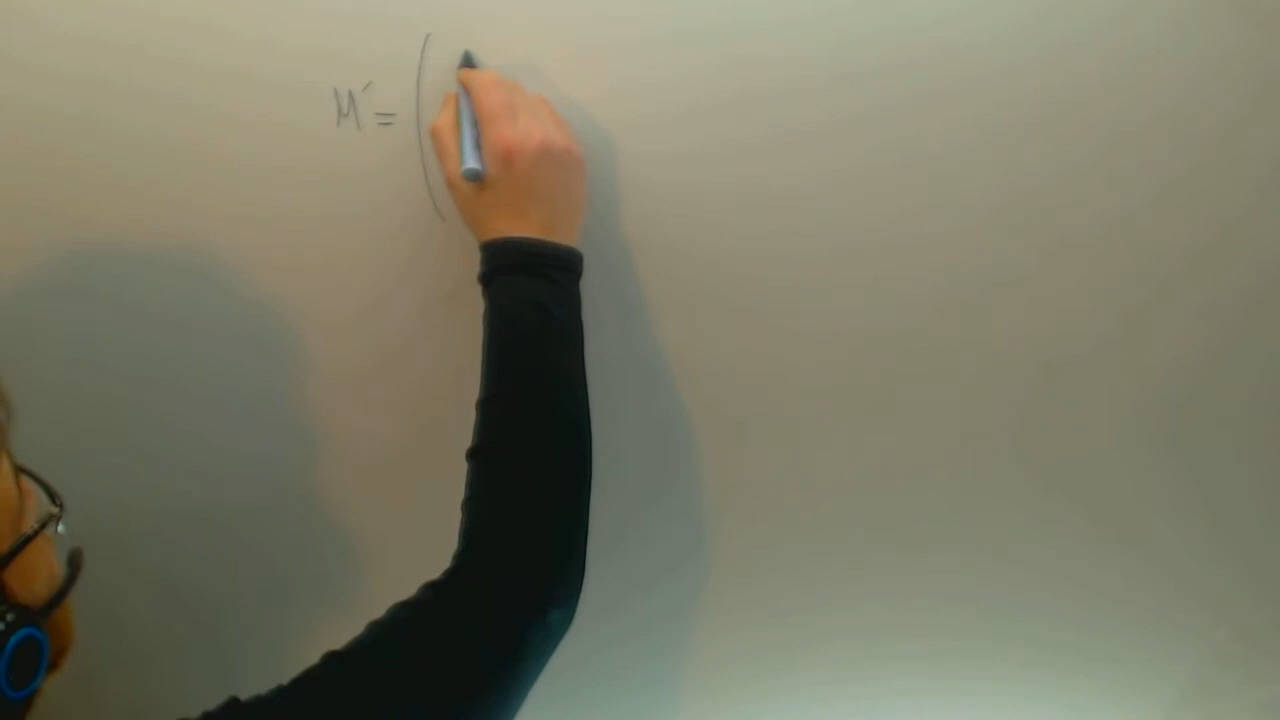 M' = (